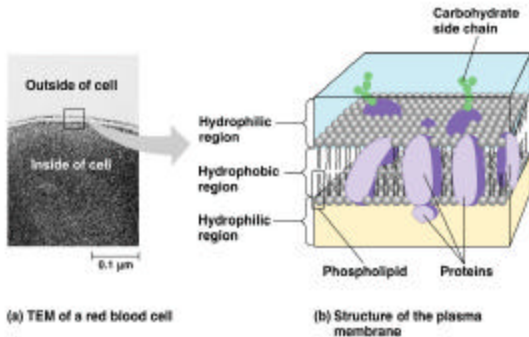 Carbohydrate
side chain
Outside of cell
Inside of cell
Hydrophilic
region
Hydrophobic
region
Hydrophilic
region
0.1 µm
Phospholipid
Proteins
(a) TEM of a red blood cell
(b) Structure of the plasma
membrane